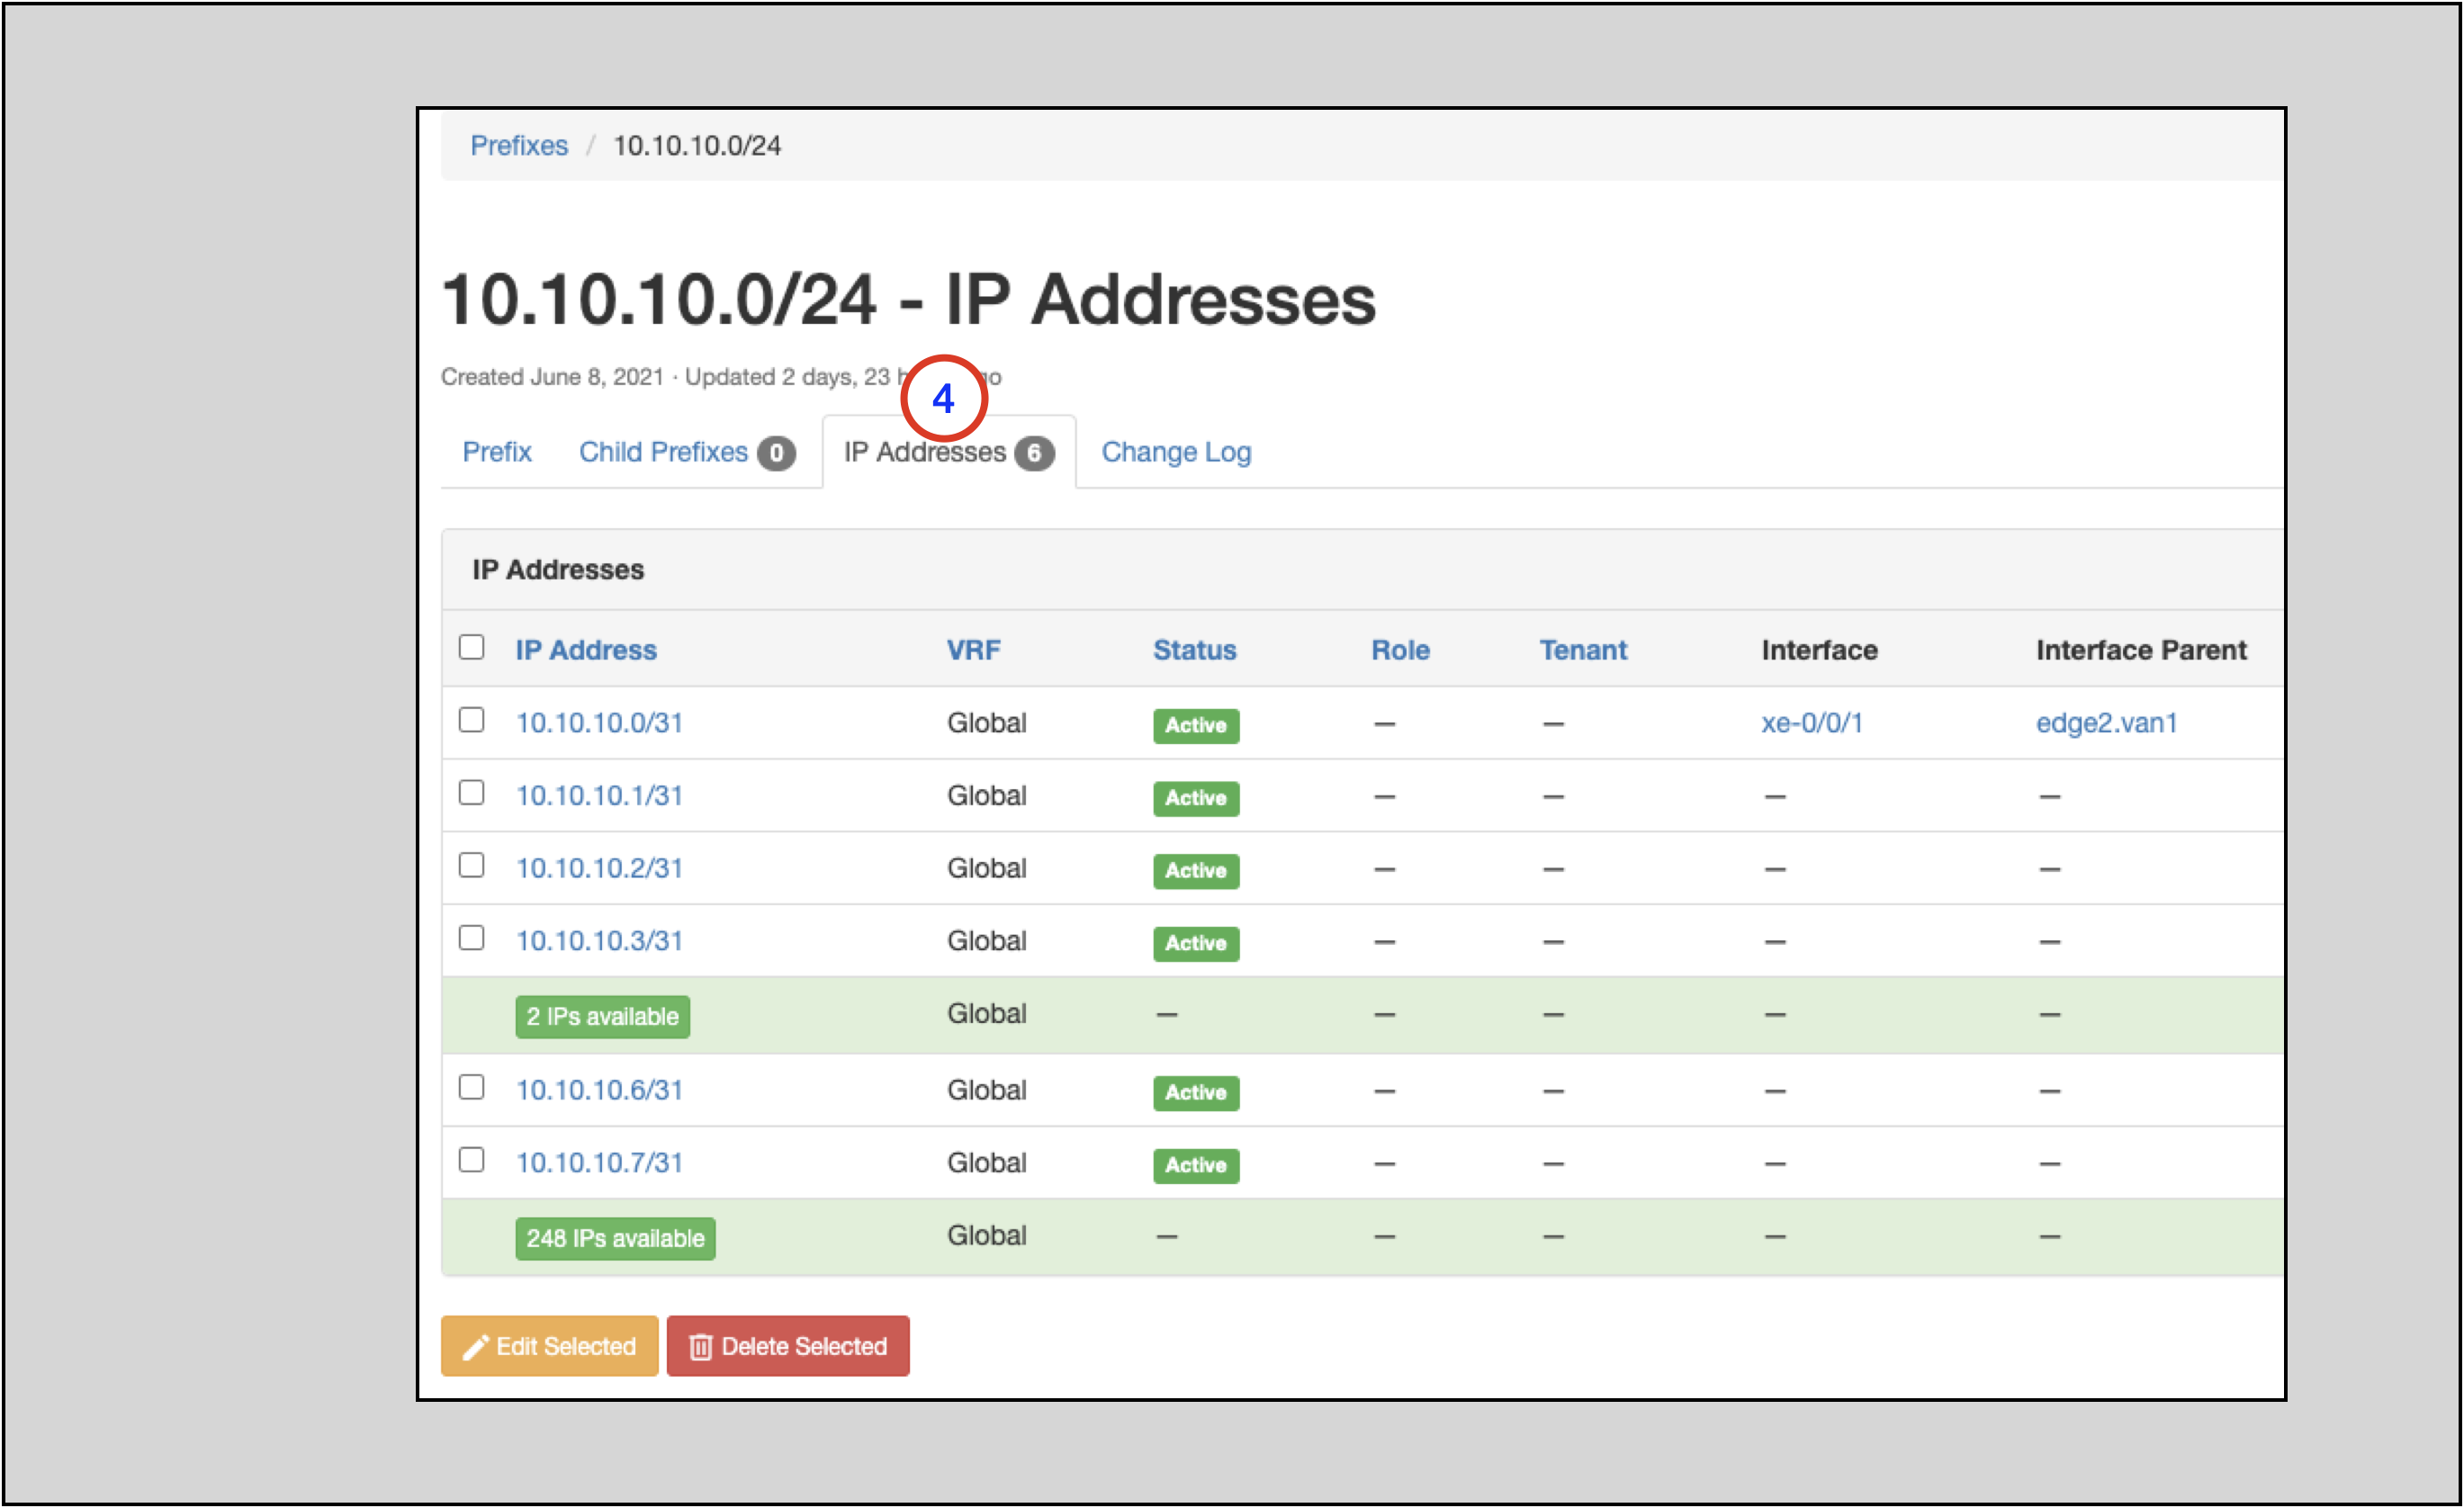 Prefixes / 10.10.10.0/24
10.10.10.0/24 - IP Addresses
Created June 8, 2021 · Updated 2 days, 23
4
Prefix Child Prefixes 0 IP Addresses 6 Change Log
IP Addresses
IP Address VRF Status Role Tenant Interface Interface Parent
10.10.10.0/31 Global Active — — xe-0/0/1 edge2.van1
10.10.10.1/31 Global Active — — — —
10.10.10.2/31 Global Active — — — —
10.10.10.3/31 Global Active — — — —
2 IPs available Global — — — — —
10.10.10.6/31 Global Active — — — —
10.10.10.7/31 Global Active — — — —
248 IPs available Global — — — — —
Edit Selected Delete Selected